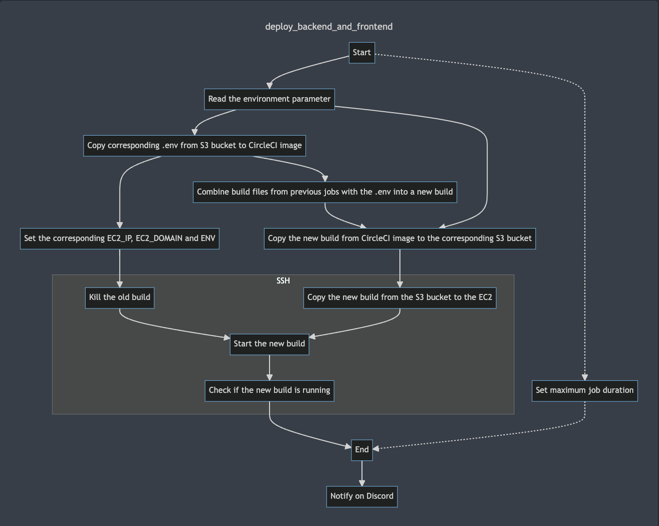 deploy_backend_and_frontend
Start
Read the environment parameter
Copy corresponding .env from S3 bucket to CircleCI image
Combine build files from previous jobs with the .env into a new build
Set the corresponding EC2_IP, EC2_DOMAIN and ENV
Copy the new build from CircleCI image to the corresponding S3 bucket
SSH
Kill the old build
Copy the new build from the S3 bucket to the EC2
Start the new build
Check if the new build is running
Set maximum job duration
End
Notify on Discord